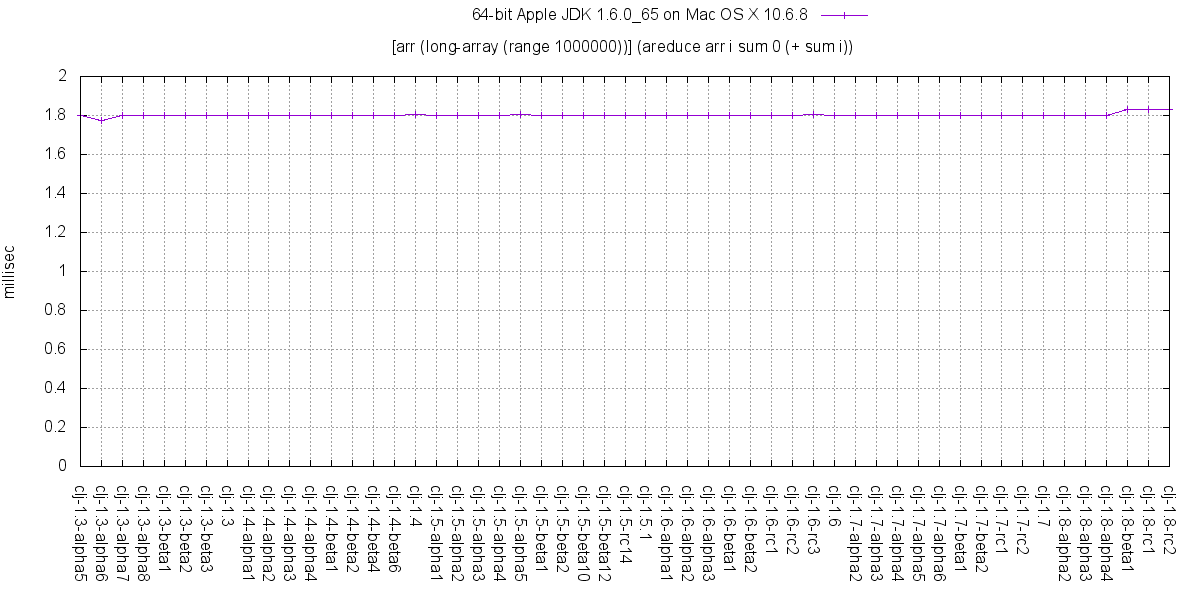 64-bit Apple JDK 1.6.0_65 on Mac OS X 10.6.8
[arr (long-array (range 1000000))] (areduce arr i sum 0 (+ sum i))
2
1.8
1.6
1.4
1.2
1
0.8
0.6
0.4
0.2
0
millisec
clj-1.3-alpha5
clj-1.3-alpha6
clj-1.3-alpha7
clj-1.3-alpha8
clj-1.3-beta1
clj-1.3-beta2
clj-1.3-beta3
clj-1.3
clj-1.4-alpha1
clj-1.4-alpha2
clj-1.4-alpha3
clj-1.4-alpha4
clj-1.4-beta1
clj-1.4-beta2
clj-1.4-beta4
clj-1.4-beta6
clj-1.4
clj-1.5-alpha1
clj-1.5-alpha2
clj-1.5-alpha3
clj-1.5-alpha4
clj-1.5-alpha5
clj-1.5-beta1
clj-1.5-beta2
clj-1.5-beta10
clj-1.5-beta12
clj-1.5-rc14
clj-1.5.1
clj-1.6-alpha1
clj-1.6-alpha2
clj-1.6-alpha3
clj-1.6-beta1
clj-1.6-beta2
clj-1.6-rc1
clj-1.6-rc2
clj-1.6-rc3
clj-1.6
clj-1.7-alpha2
clj-1.7-alpha3
clj-1.7-alpha4
clj-1.7-alpha5
clj-1.7-alpha6
clj-1.7-beta1
clj-1.7-beta2
clj-1.7-rc1
clj-1.7-rc2
clj-1.7
clj-1.8-alpha2
clj-1.8-alpha3
clj-1.8-alpha4
clj-1.8-beta1
clj-1.8-rc1
clj-1.8-rc2